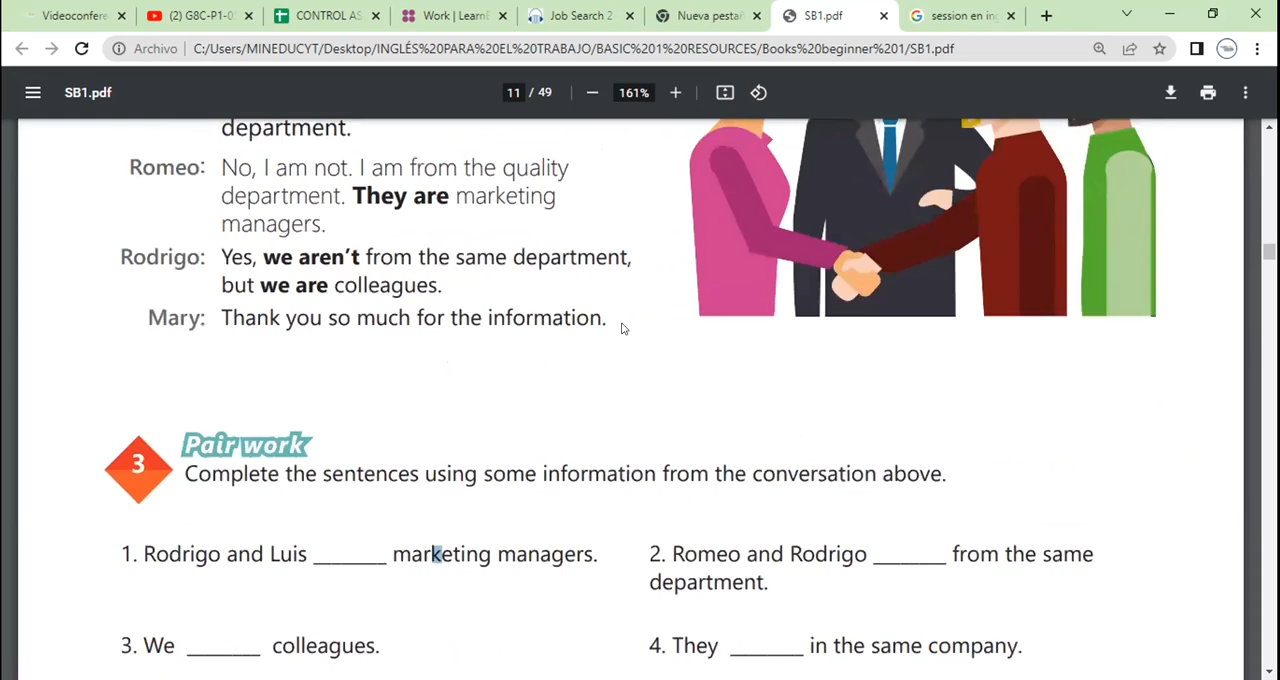 Videoconferen
(2) G8C-P1-0
CONTROL AS
Work | LearnE
Job Search 2
Nueva pestañ
SB1.pdf
session en in
Archivo
C:/Users/MINEDUCYT/Desktop/INGLÉS%20PARA%20EL%20TRABAJO/BASIC%201%20RESOURCES/Books%20beginner%201/SB1.pdf
SB1.pdf
11 / 49
161%
department.
Romeo: No, I am not. I am from the quality
department. They are marketing
managers.
Rodrigo: Yes, we aren't from the same department,
but we are colleagues.
Mary: Thank you so much for the information.
3
Pair work
Complete the sentences using some information from the conversation above.
1. Rodrigo and Luis _______ marketing managers.
2. Romeo and Rodrigo _______ from the same
department.
3. We _______ colleagues.
4. They _______ in the same company.